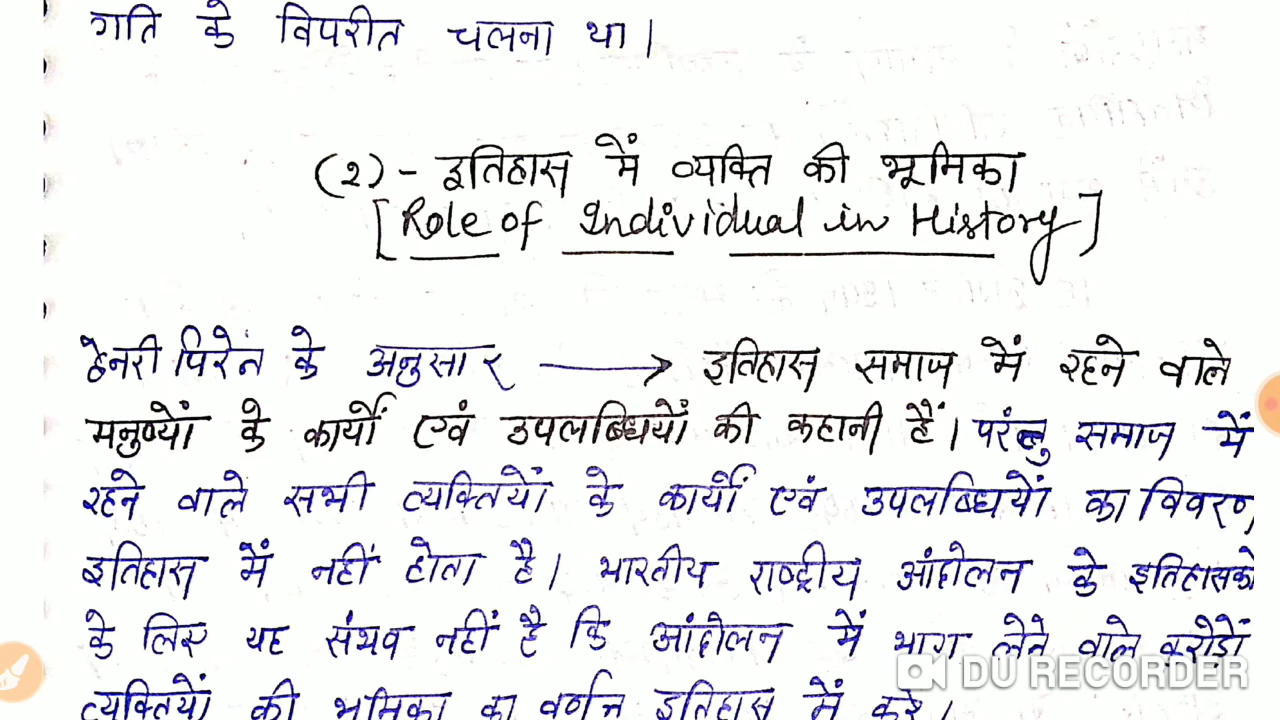 गति के विपरीत चलना था।
(२)- इतिहास में व्यक्ति की भूमिका
[Role of Individual in History]
हेनरी पिरेन के अनुसार ⟶ इतिहास समाज में रहने वाले
मनुष्यों के कार्यों एवं उपलब्धियों की कहानी हैं। परंतु समाज में
रहने वाले सभी व्यक्तियों के कार्यों एवं उपलब्धियों का विवरण
इतिहास में नहीं होता है। भारतीय राष्ट्रीय आंदोलन के इतिहासको
के लिए यह संभव नहीं है कि आंदोलन में भाग लेने वाले करोड़ों
व्यक्तियों की भूमिका का वर्णन इतिहास में करे।
DU RECORDER